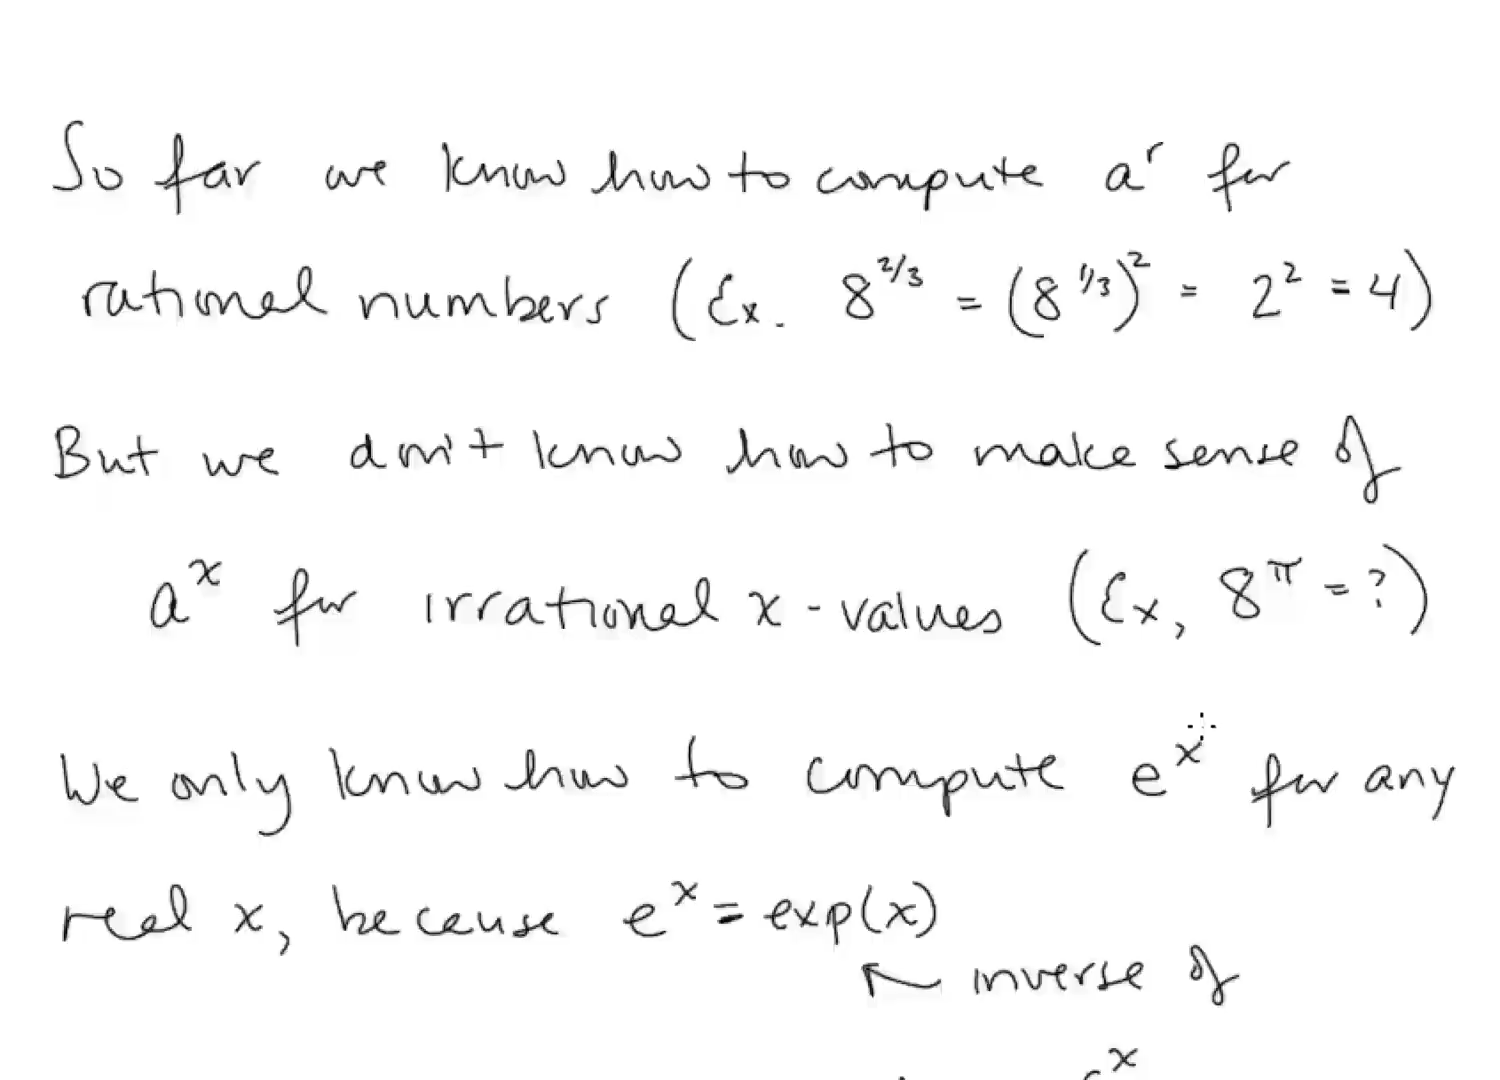 So far we know how to compute a^r for
rational numbers (Ex. 8^{2/3} = (8^{1/3})^2 = 2^2 = 4)
But we don't know how to make sense of
a^x for irrational x-values (Ex, 8^π = ?)
We only know how to compute e^x for any
real x, because e^x = exp(x)
↖ inverse of
x